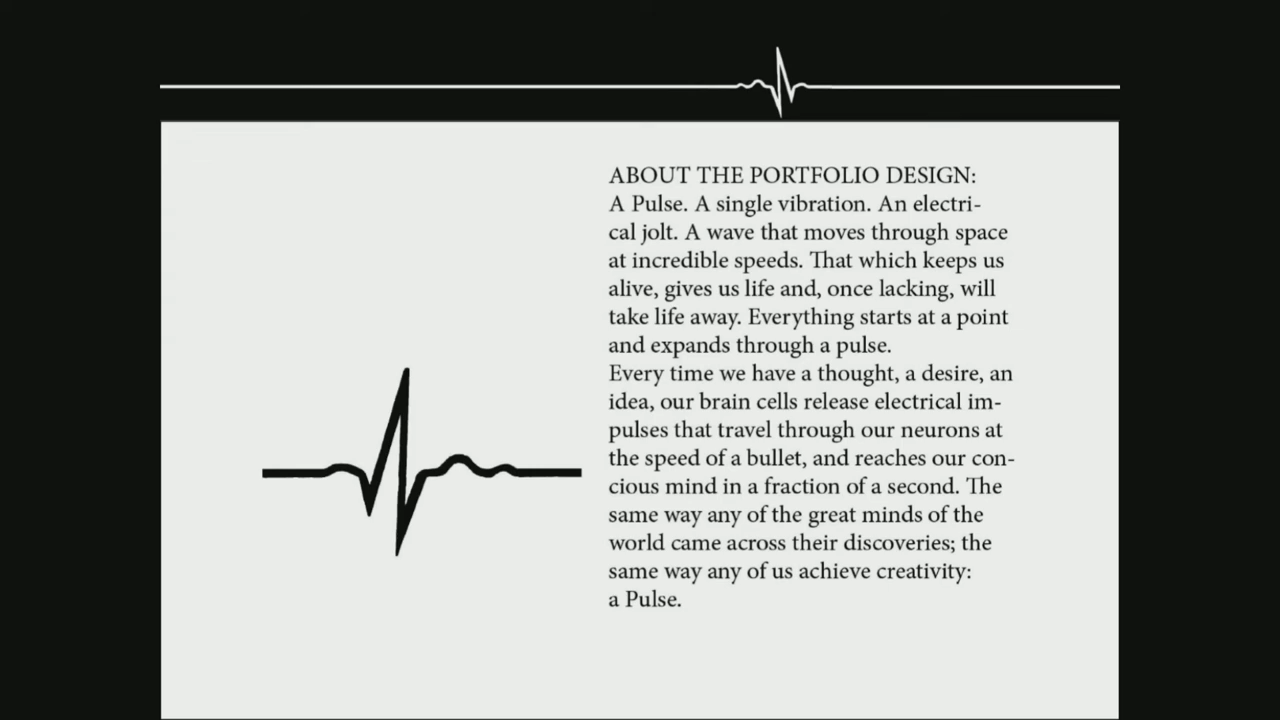 ABOUT THE PORTFOLIO DESIGN:
A Pulse. A single vibration. An electri-
cal jolt. A wave that moves through space
at incredible speeds. That which keeps us
alive, gives us life and, once lacking, will
take life away. Everything starts at a point
and expands through a pulse.
Every time we have a thought, a desire, an
idea, our brain cells release electrical im-
pulses that travel through our neurons at
the speed of a bullet, and reaches our con-
cious mind in a fraction of a second. The
same way any of the great minds of the
world came across their discoveries; the
same way any of us achieve creativity:
a Pulse.